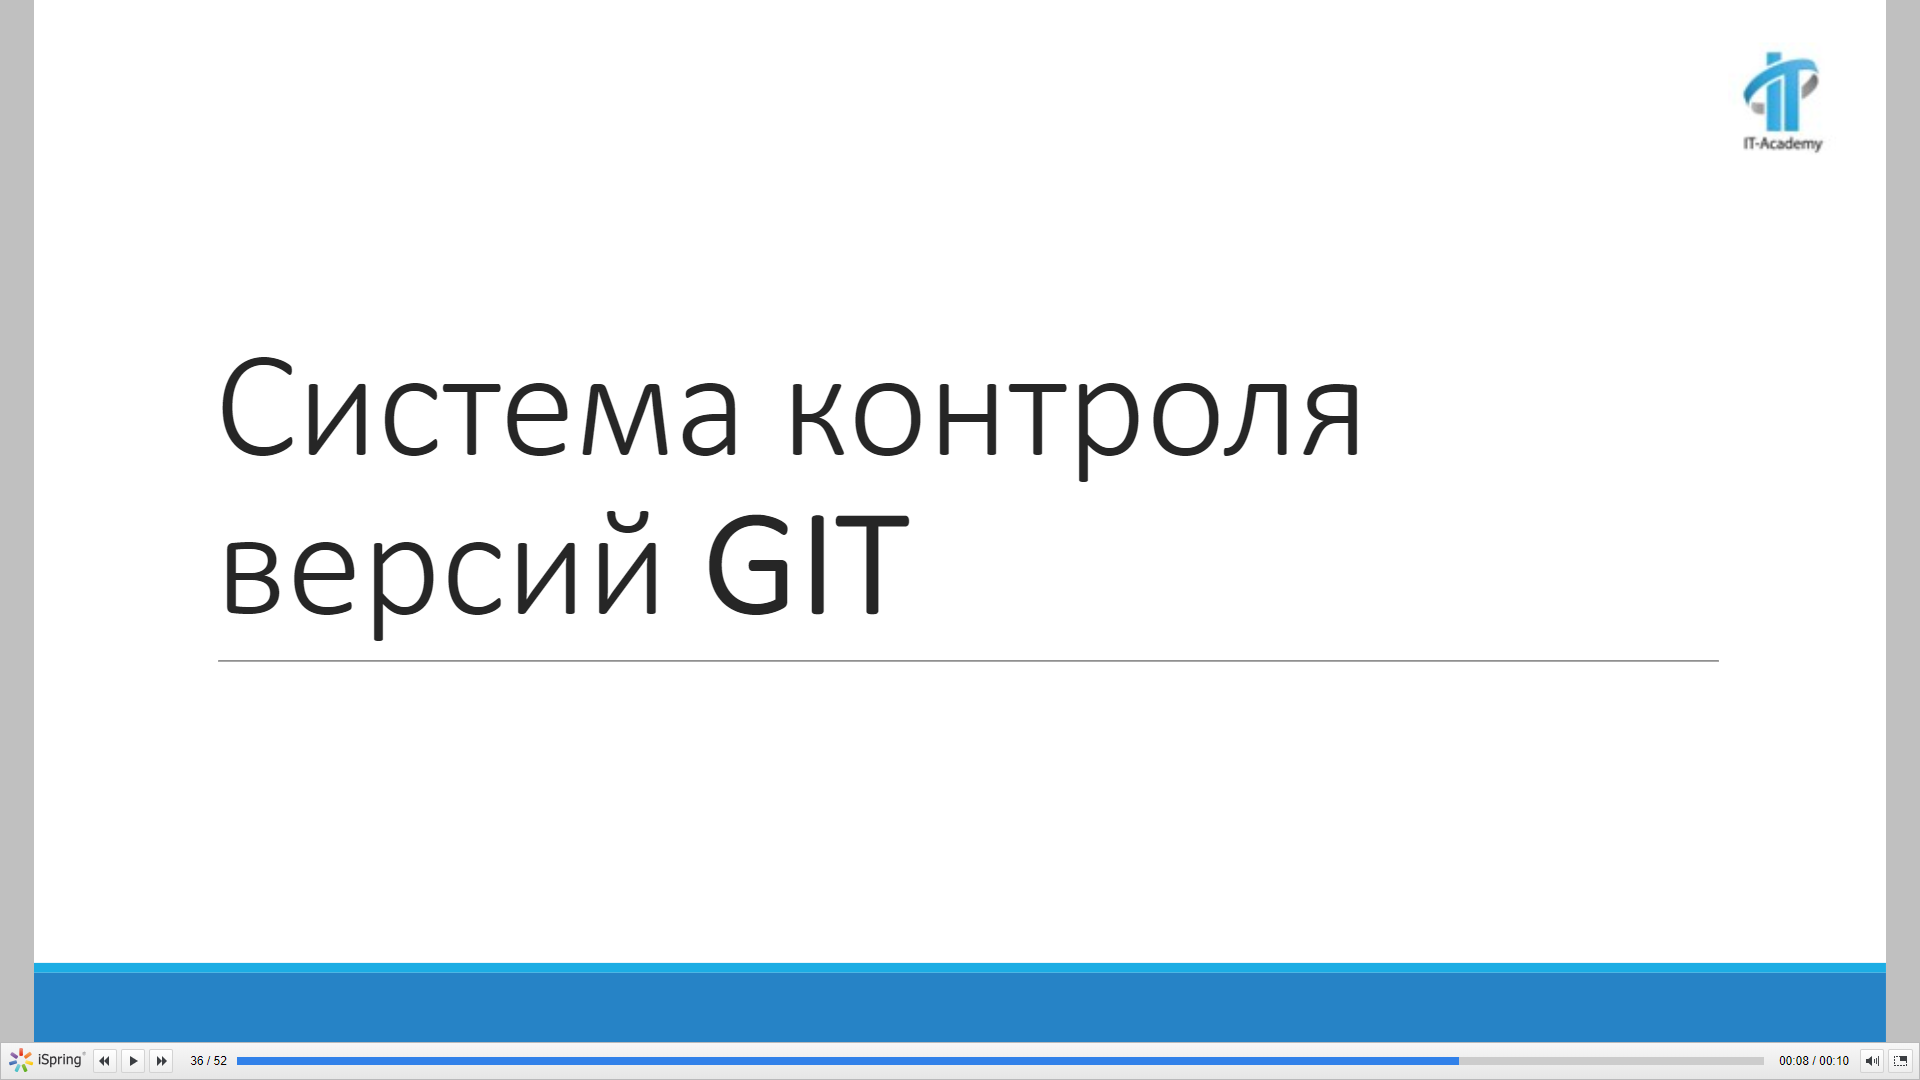 IT-Academy
Система контроля
версий GIT
iSpring
36 / 52
00:08 / 00:10